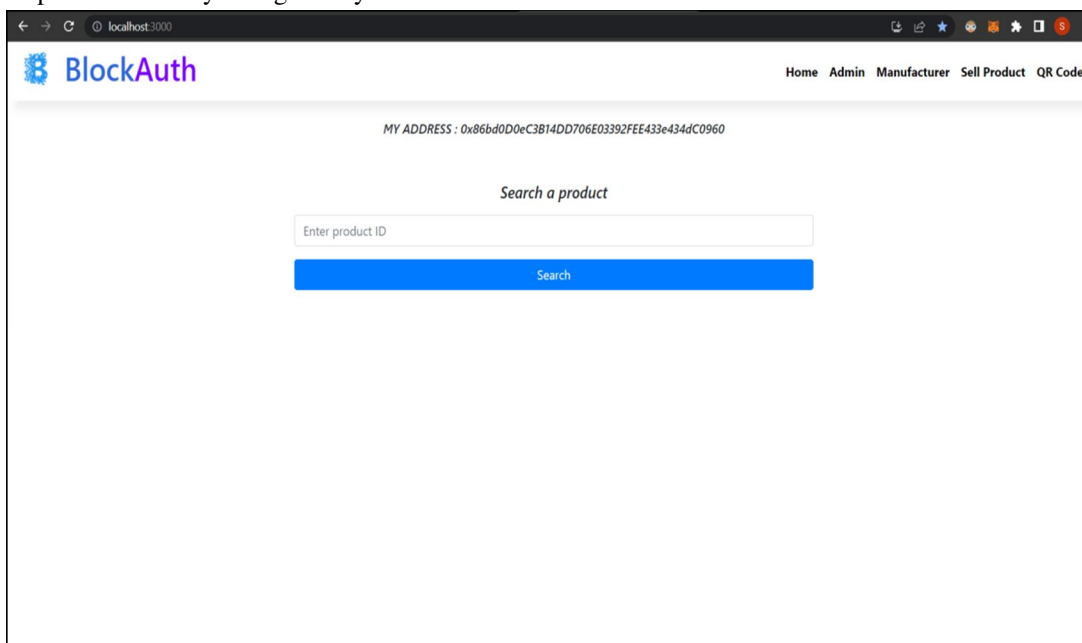 localhost:3000
S
BlockAuth
Home Admin Manufacturer Sell Product QR Code
MY ADDRESS : 0x86bd0D0eC3B14DD706E03392FEE433e434dC0960
Search a product
Enter product ID
Search